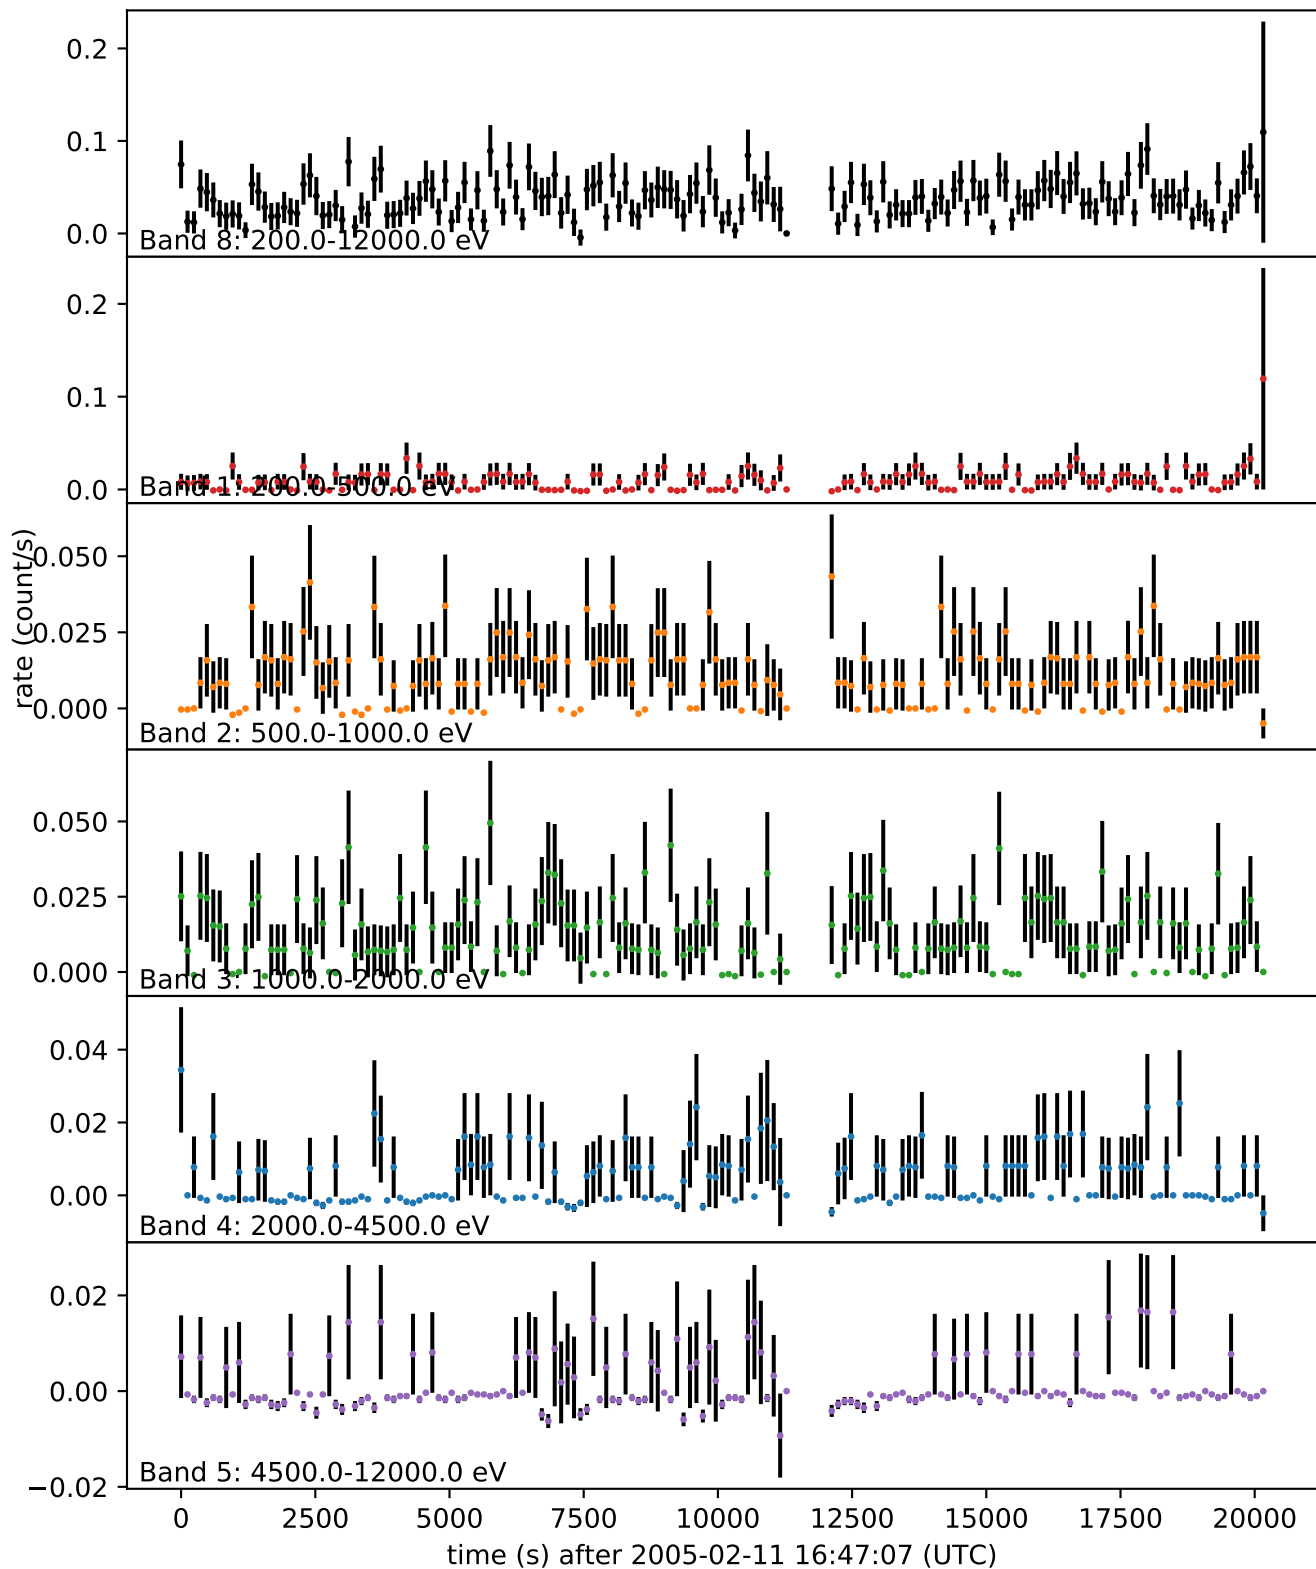 0.2
0.1
0.0
Band 8: 200.0-12000.0 eV
0.2
0.1
0.0
Band 1: 200.0-500.0 eV
rate (count/s)
0.050
0.025
0.000
Band 2: 500.0-1000.0 eV
0.050
0.025
0.000
Band 3: 1000.0-2000.0 eV
0.04
0.02
0.00
Band 4: 2000.0-4500.0 eV
0.02
0.00
−0.02
Band 5: 4500.0-12000.0 eV
0 2500 5000 7500 10000 12500 15000 17500 20000
time (s) after 2005-02-11 16:47:07 (UTC)